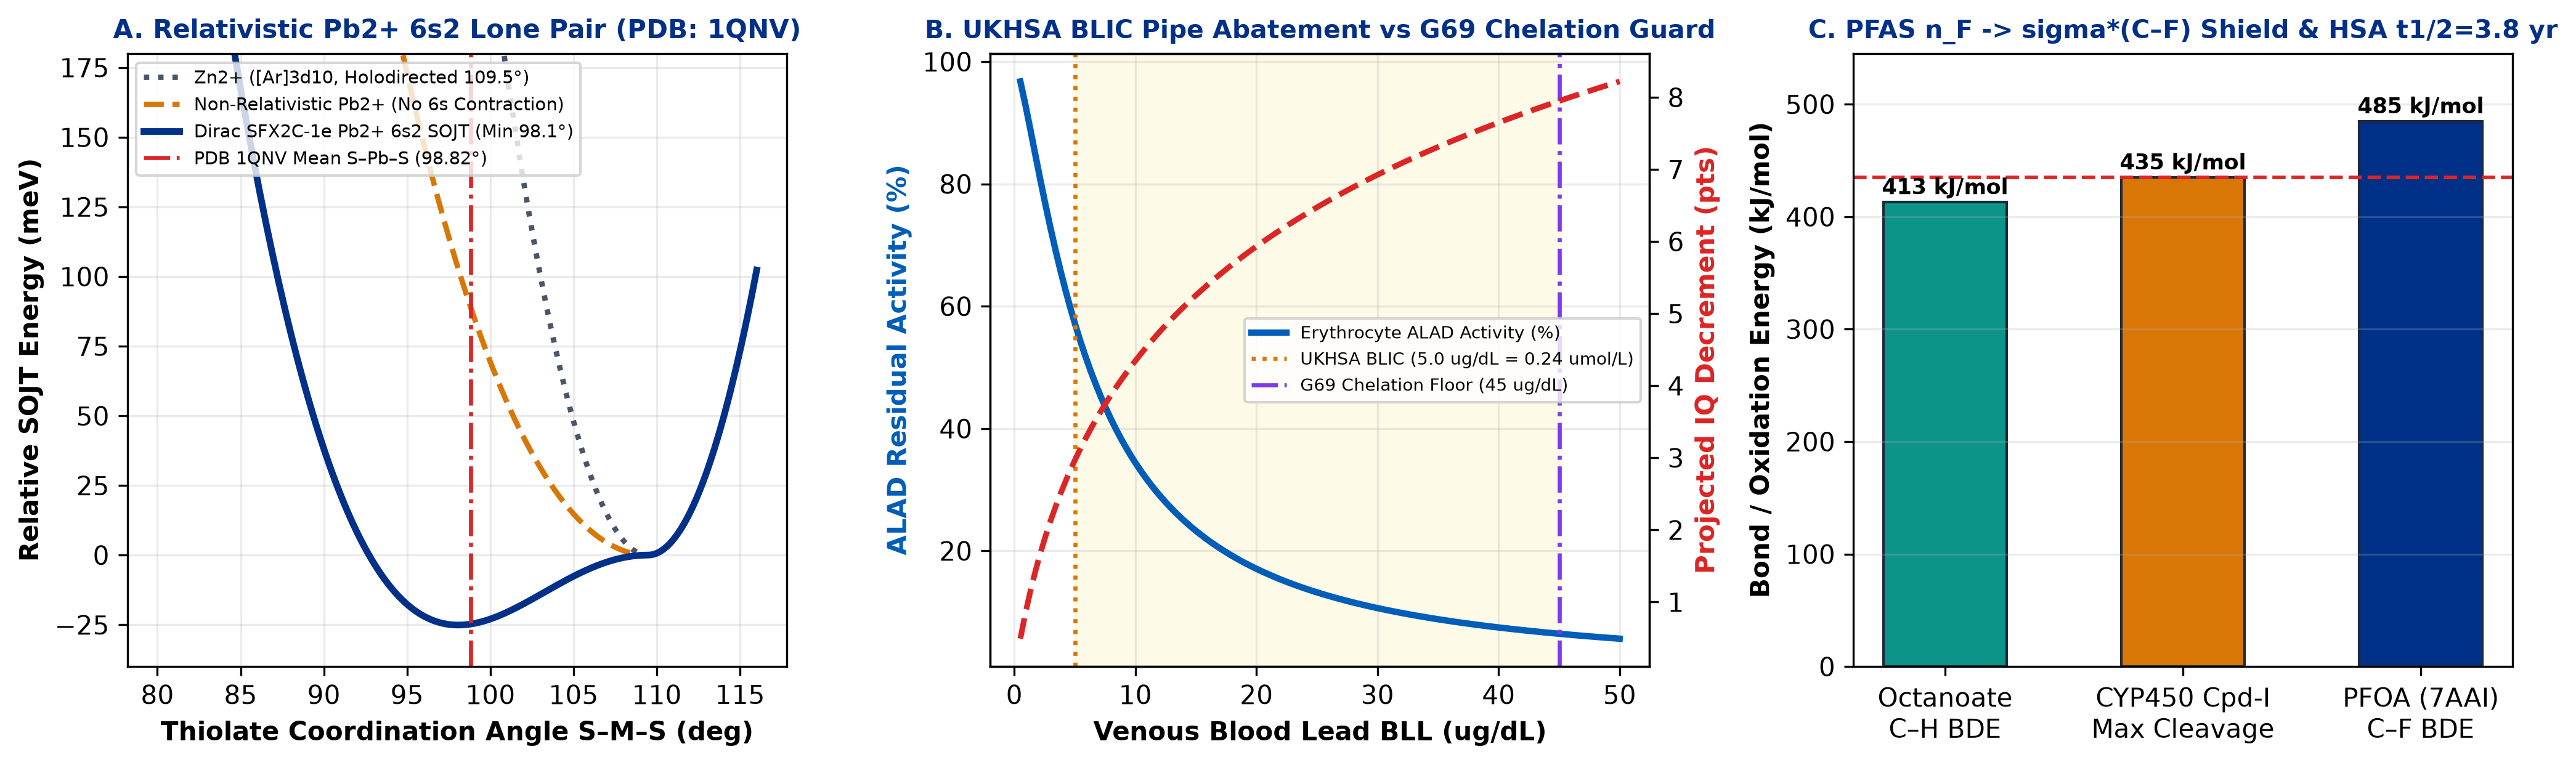 A. Relativistic Pb2+ 6s2 Lone Pair (PDB: 1QNV)
Relative SOJT Energy (meV)
175
150
125
100
75
50
25
0
−25
Zn2+ ([Ar]3d10, Holodirected 109.5°)
Non-Relativistic Pb2+ (No 6s Contraction)
Dirac SFX2C-1e Pb2+ 6s2 SOJT (Min 98.1°)
PDB 1QNV Mean S–Pb–S (98.82°)
80 85 90 95 100 105 110 115
Thiolate Coordination Angle S–M–S (deg)
B. UKHSA BLIC Pipe Abatement vs G69 Chelation Guard
ALAD Residual Activity (%)
100
80
60
40
20
Erythrocyte ALAD Activity (%)
UKHSA BLIC (5.0 ug/dL = 0.24 umol/L)
G69 Chelation Floor (45 ug/dL)
8
7
6
5
4
3
2
1
Projected IQ Decrement (pts)
0 10 20 30 40 50
Venous Blood Lead BLL (ug/dL)
C. PFAS n_F -> sigma*(C–F) Shield & HSA t1/2=3.8 yr
Bond / Oxidation Energy (kJ/mol)
500
400
300
200
100
0
413 kJ/mol
435 kJ/mol
485 kJ/mol
Octanoate
C–H BDE
CYP450 Cpd-I
Max Cleavage
PFOA (7AAI)
C–F BDE